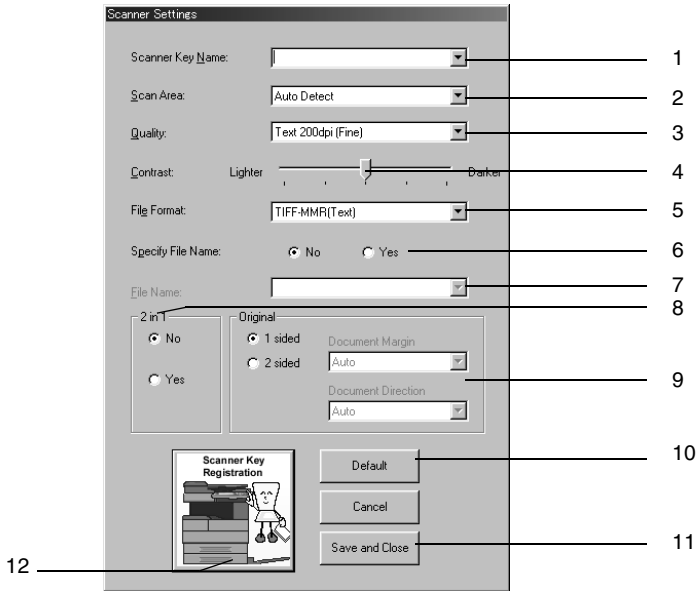 Scanner Settings
Scanner Key Name: 1
Scan Area: Auto Detect 2
Quality: Text 200dpi (Fine) 3
Contrast: Lighter Darker 4
File Format: TIFF-MMR(Text) 5
Specify File Name: No Yes 6
File Name: 7
2 in 1 8
No
Yes
Original
1 sided
2 sided
Document Margin
Auto
Document Direction
Auto
9
Scanner Key
Registration
Default 10
Cancel
Save and Close 11
12